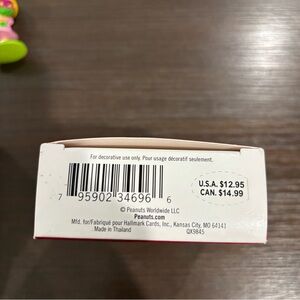 For decorative use only. Pour usage décoratif seulement.
U.S.A. $12.95
CAN. $14.99
7 95902 34696 6
© Peanuts Worldwide LLC
Peanuts.com
Mfd. for/Fabriqué pour Hallmark Cards, Inc., Kansas City, MO 64141
Made in Thailand QX9845